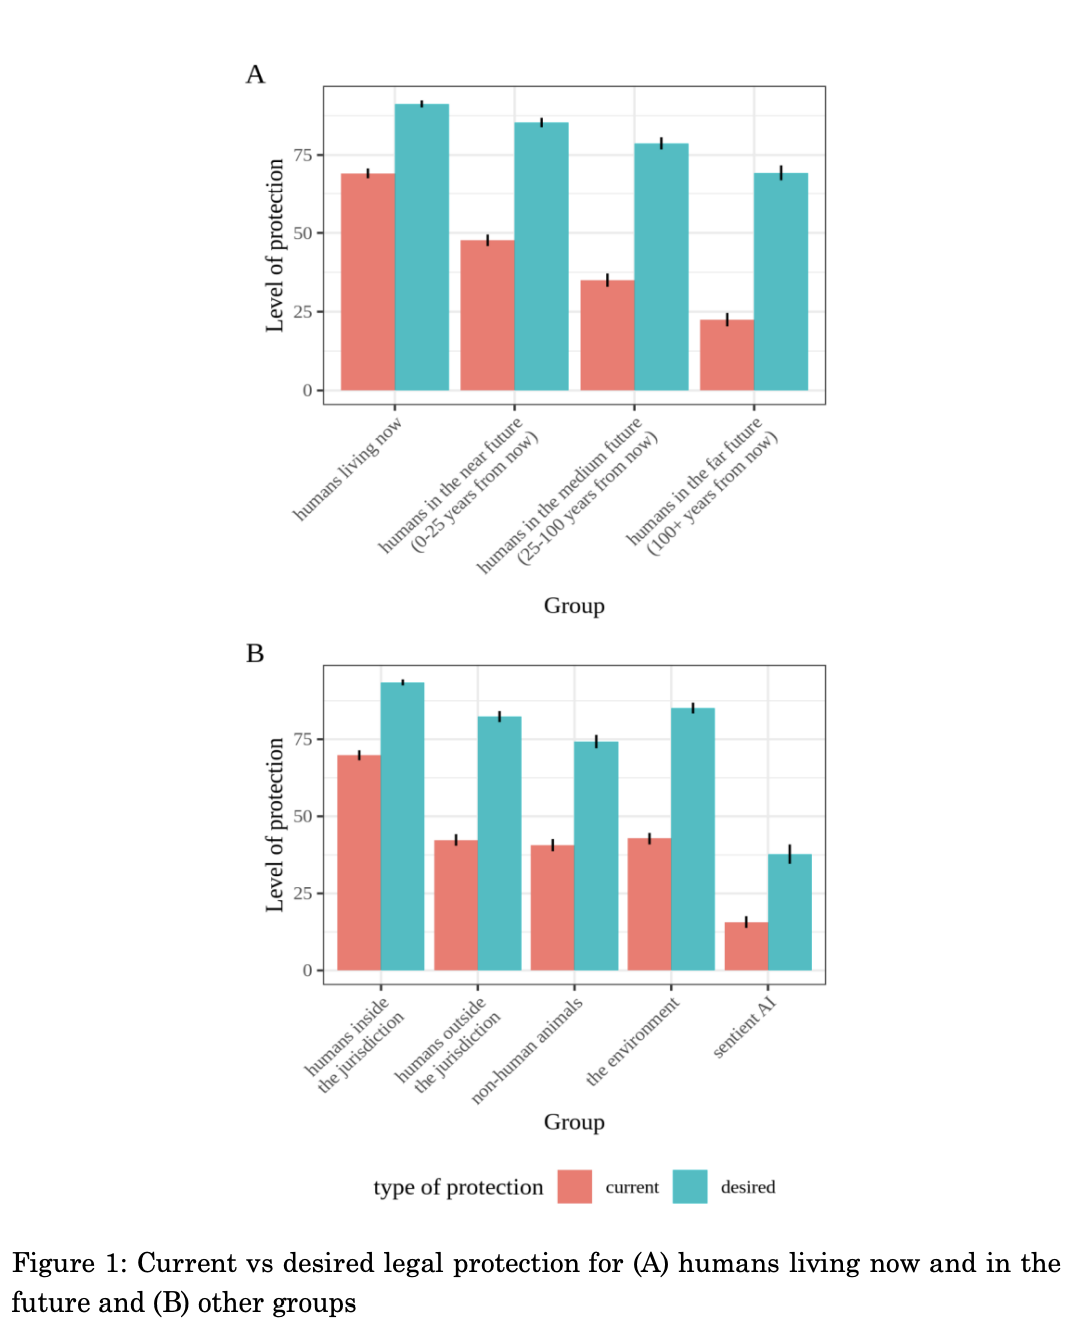 A
Level of protection
75
50
25
0
humans living now
humans in the near future
(0-25 years from now)
humans in the medium future
(25-100 years from now)
humans in the far future
(100+ years from now)
Group
B
Level of protection
75
50
25
0
humans inside
the jurisdiction
humans outside
the jurisdiction
non-human animals
the environment
sentient AI
Group
type of protection current desired
Figure 1: Current vs desired legal protection for (A) humans living now and in the
future and (B) other groups